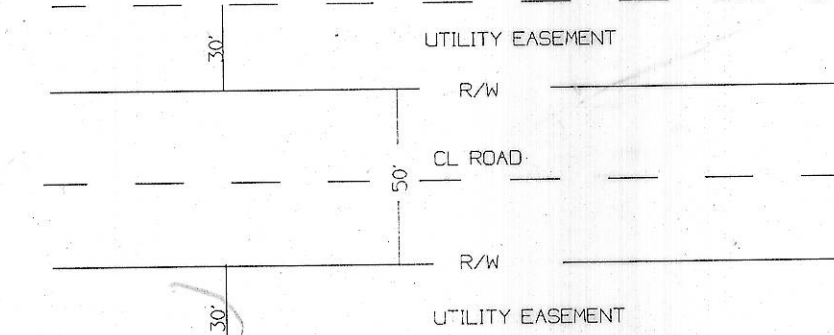 30'
UTILITY EASEMENT
R/W
CL ROAD
50'
R/W
30'
UTILITY EASEMENT